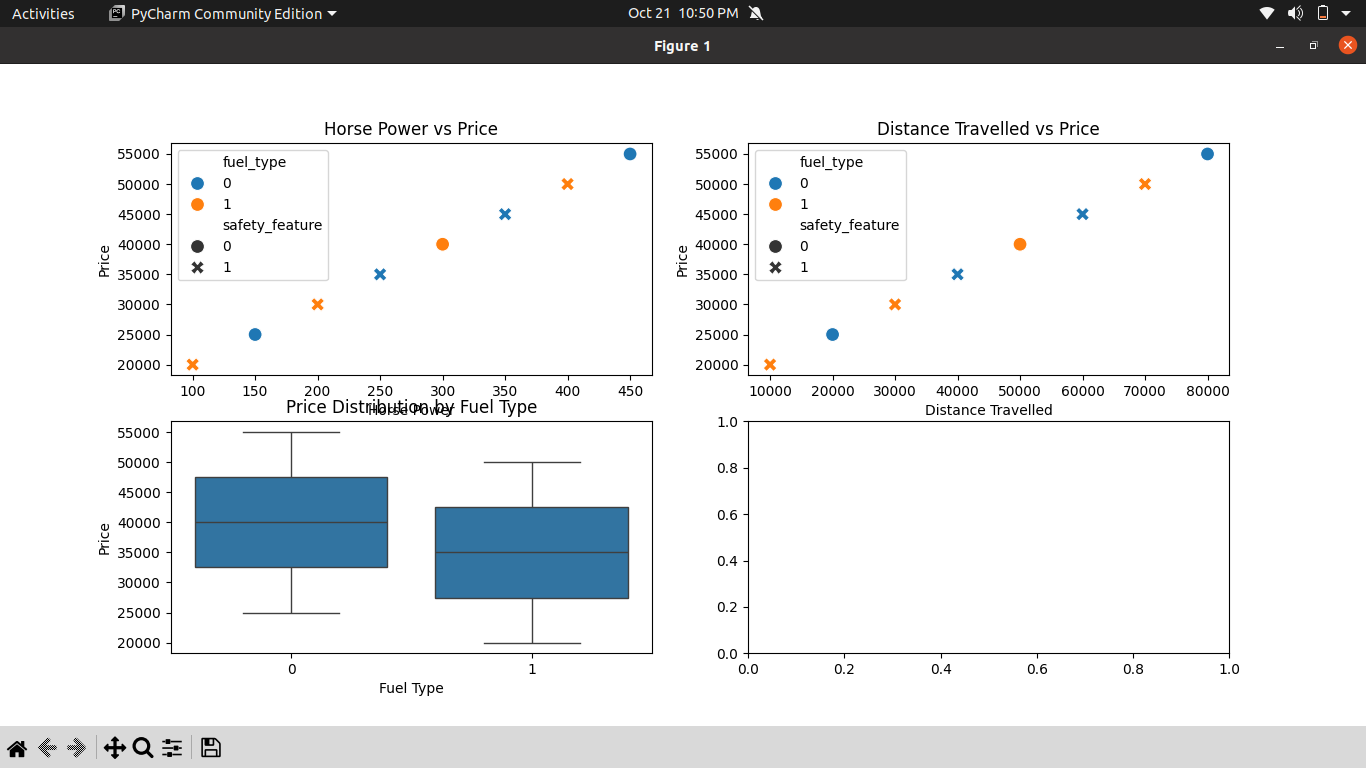 Activities PyCharm Community Edition Oct 21 10:50 PM
Figure 1
Horse Power vs Price
55000
50000
45000
40000
35000
30000
25000
20000
Price
fuel_type
0
1
safety_feature
0
1
100 150 200 250 300 350 400 450
Horse Power
Distance Travelled vs Price
55000
50000
45000
40000
35000
30000
25000
20000
Price
fuel_type
0
1
safety_feature
0
1
10000 20000 30000 40000 50000 60000 70000 80000
Distance Travelled
Price Distribution by Fuel Type
55000
50000
45000
40000
35000
30000
25000
20000
Price
0 1
Fuel Type
1.0
0.8
0.6
0.4
0.2
0.0
0.0 0.2 0.4 0.6 0.8 1.0